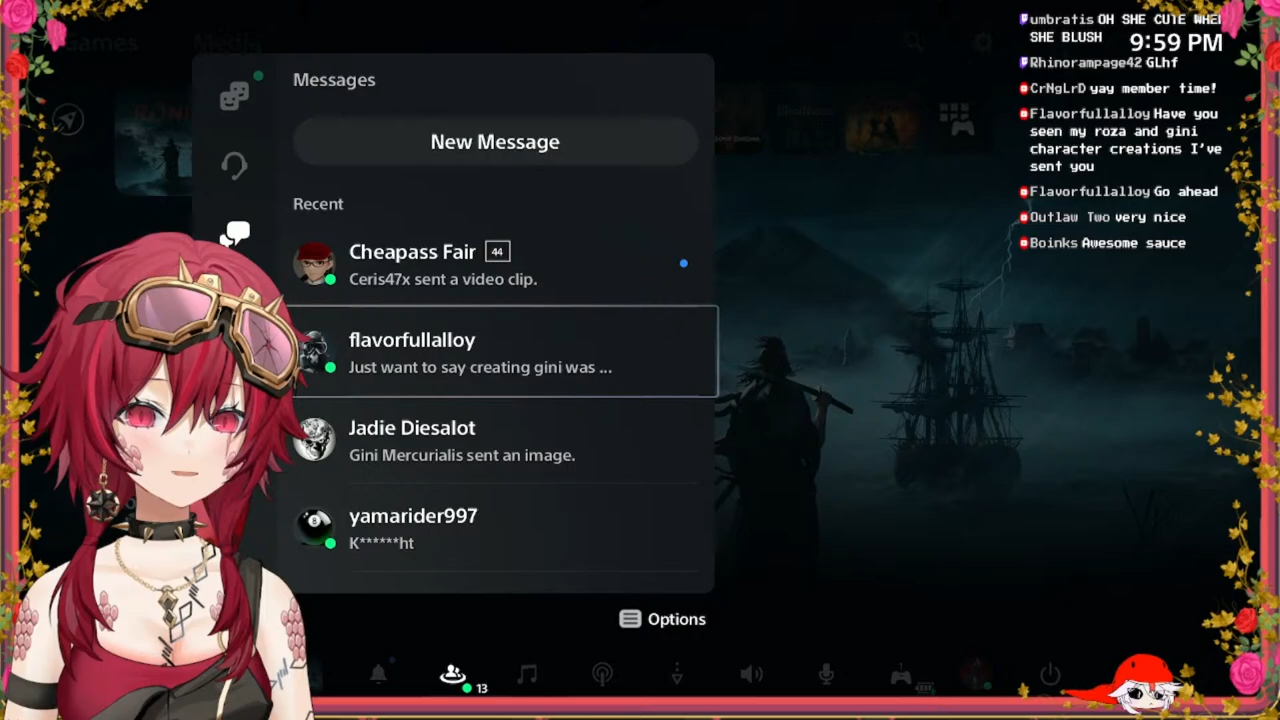 Games
Media
Messages
New Message
Recent
Cheapass Fair 44
Ceris47x sent a video clip.
flavorfullalloy
Just want to say creating gini was ...
Jadie Diesalot
Gini Mercurialis sent an image.
yamarider997
K******ht
Options
13
umbratis OH SHE CUTE WHEN
SHE BLUSH
9:59 PM
Rhinorampage42 GLhf
CrNgLrD yay member time!
Flavorfullalloy Have you
seen my roza and gini
character creations I've
sent you
Flavorfullalloy Go ahead
Outlaw Two very nice
Boinks Awesome sauce